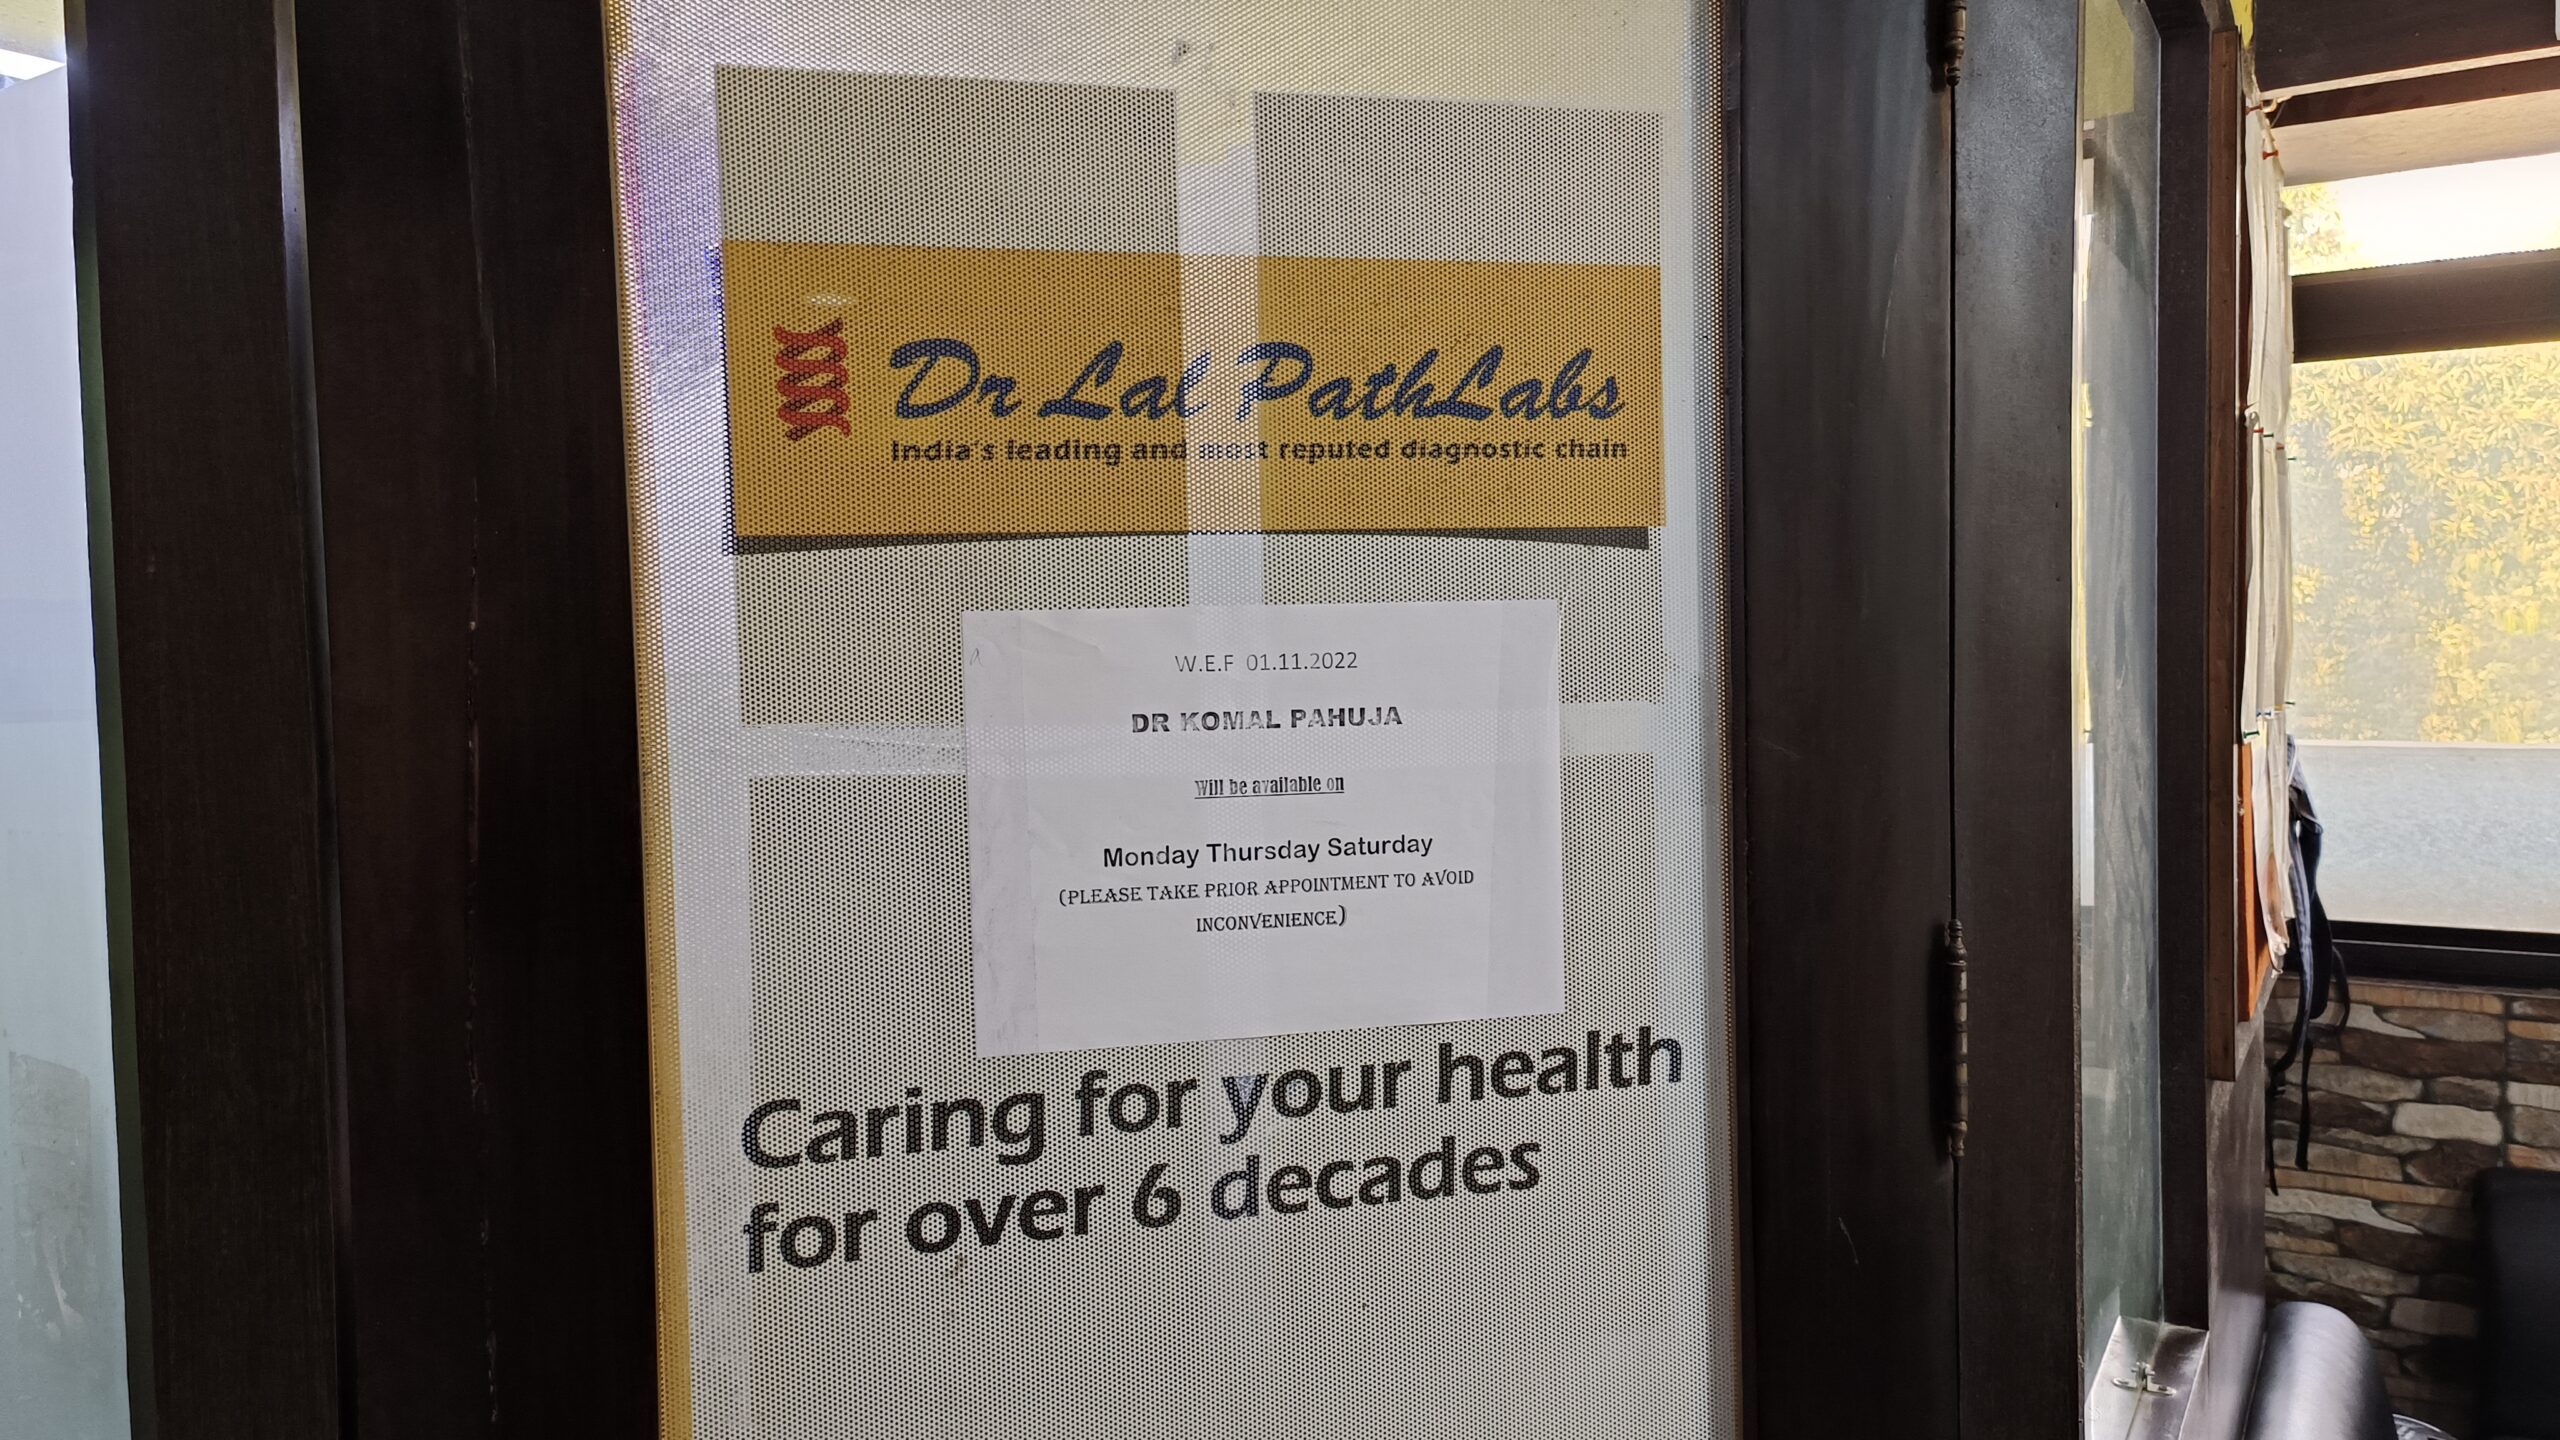 Dr Lal PathLabs
India's leading and most reputed diagnostic chain
W.E.F 01.11.2022
DR KOMAL PAHUJA
Will be available on
Monday Thursday Saturday
(PLEASE TAKE PRIOR APPOINTMENT TO AVOID
INCONVENIENCE)
Caring for your health
for over 6 decades